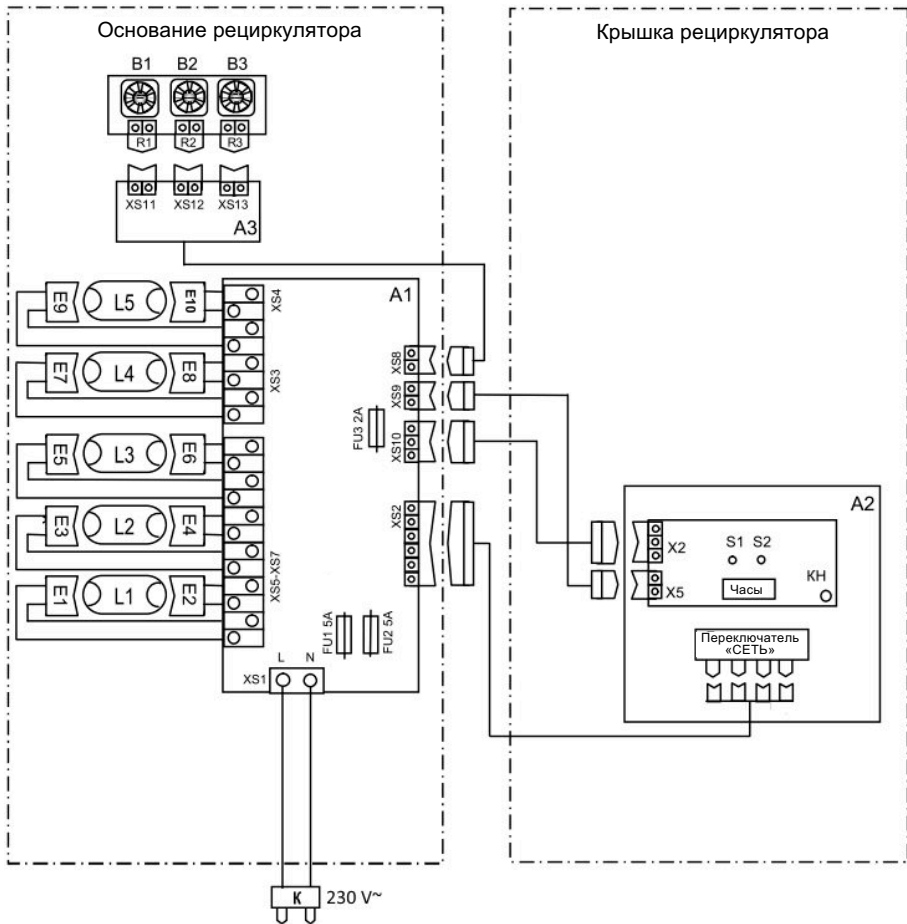 Основание рециркулятора
Крышка рециркулятора
B1 B2 B3
R1 R2 R3
XS11 XS12 XS13
A3
A1
E9 L5 E10
XS4
E7 L4 E8
XS3
E5 L3 E6
E3 L2 E4
XS5-XS7
E1 L1 E2
XS8
XS9
FU3 2A
XS10
XS2
FU1 5A
FU2 5A
L N
XS1
K 230 V~
A2
X2
S1 S2
X5
Часы
КН
Переключатель
«СЕТЬ»